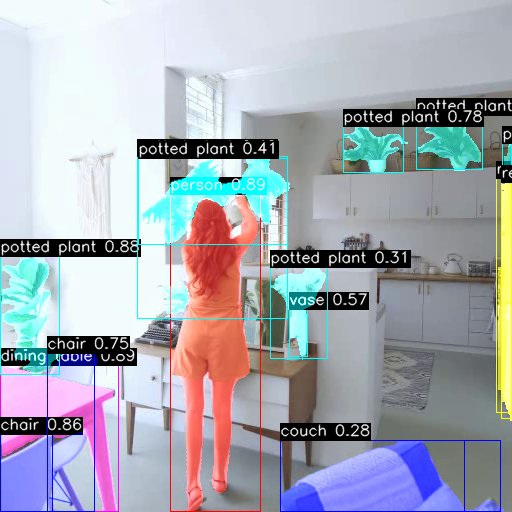 potted plant
potted plant 0.78
potted plant 0.41
person 0.89
potted plant 0.88
potted plant 0.31
vase 0.57
chair 0.75
dining table 0.89
chair 0.86
couch 0.28